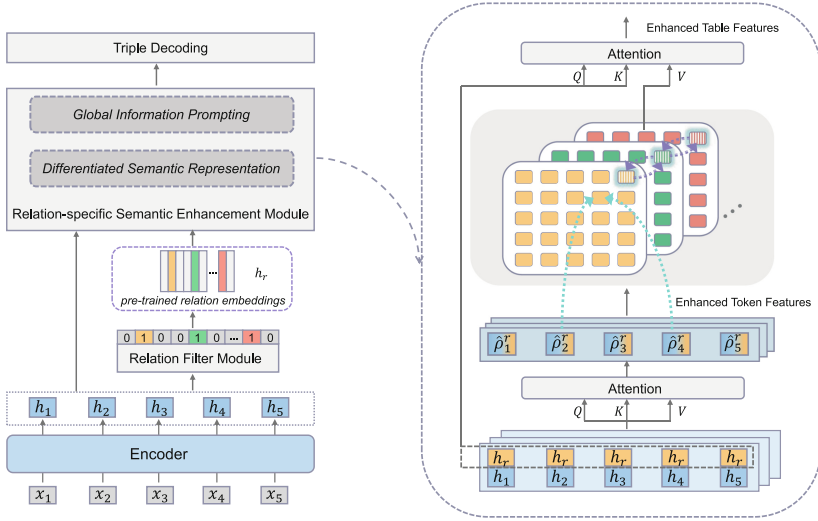 Triple Decoding
Global Information Prompting
Differentiated Semantic Representation
Relation-specific Semantic Enhancement Module
h_r
pre-trained relation embeddings
0 1 0 0 1 0 ... 1 0
Relation Filter Module
h_1 h_2 h_3 h_4 h_5
Encoder
x_1 x_2 x_3 x_4 x_5
Enhanced Table Features
Attention
Q K V
Enhanced Token Features
ρ̂_1^r ρ̂_2^r ρ̂_3^r ρ̂_4^r ρ̂_5^r
Attention
Q K V
h_r h_r h_r h_r h_r
h_1 h_2 h_3 h_4 h_5